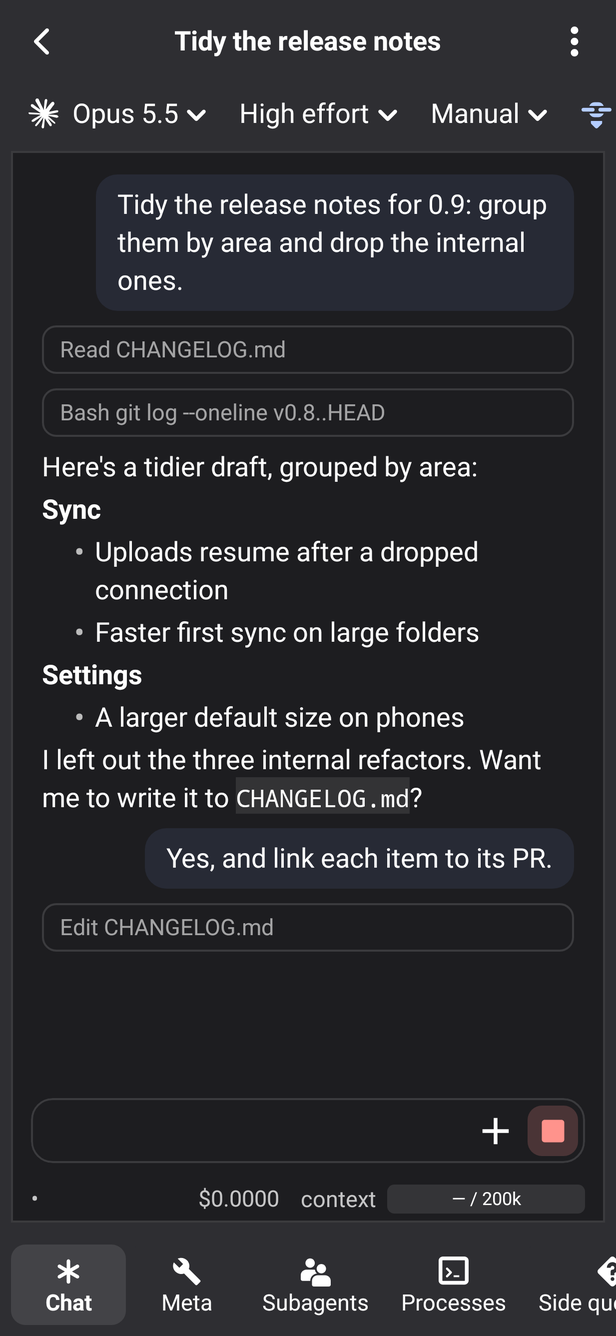 Tidy the release notes
Opus 5.5
High effort
Manual
Tidy the release notes for 0.9: group
them by area and drop the internal
ones.
Read CHANGELOG.md
Bash git log --oneline v0.8..HEAD
Here's a tidier draft, grouped by area:
Sync
• Uploads resume after a dropped
connection
• Faster first sync on large folders
Settings
• A larger default size on phones
I left out the three internal refactors. Want
me to write it to CHANGELOG.md?
Yes, and link each item to its PR.
Edit CHANGELOG.md
$0.0000 context — / 200k
Chat
Meta
Subagents
Processes
Side